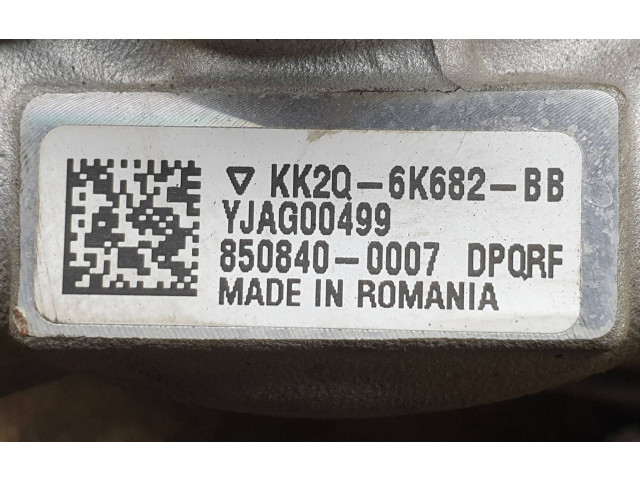 ▽ KK2Q-6K682-BB
YJAG00499
850840-0007 DPQRF
MADE IN ROMANIA